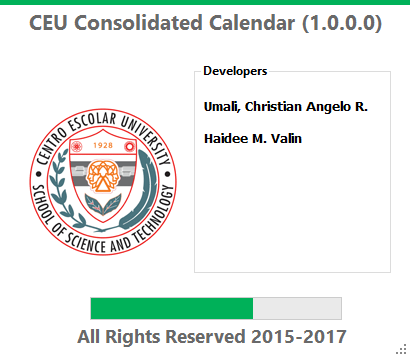 CEU Consolidated Calendar (1.0.0.0)
Developers
Umali, Christian Angelo R.
Haidee M. Valin
CENTRO ESCOLAR UNIVERSITY
1928
SCHOOL OF SCIENCE AND TECHNOLOGY
All Rights Reserved 2015-2017